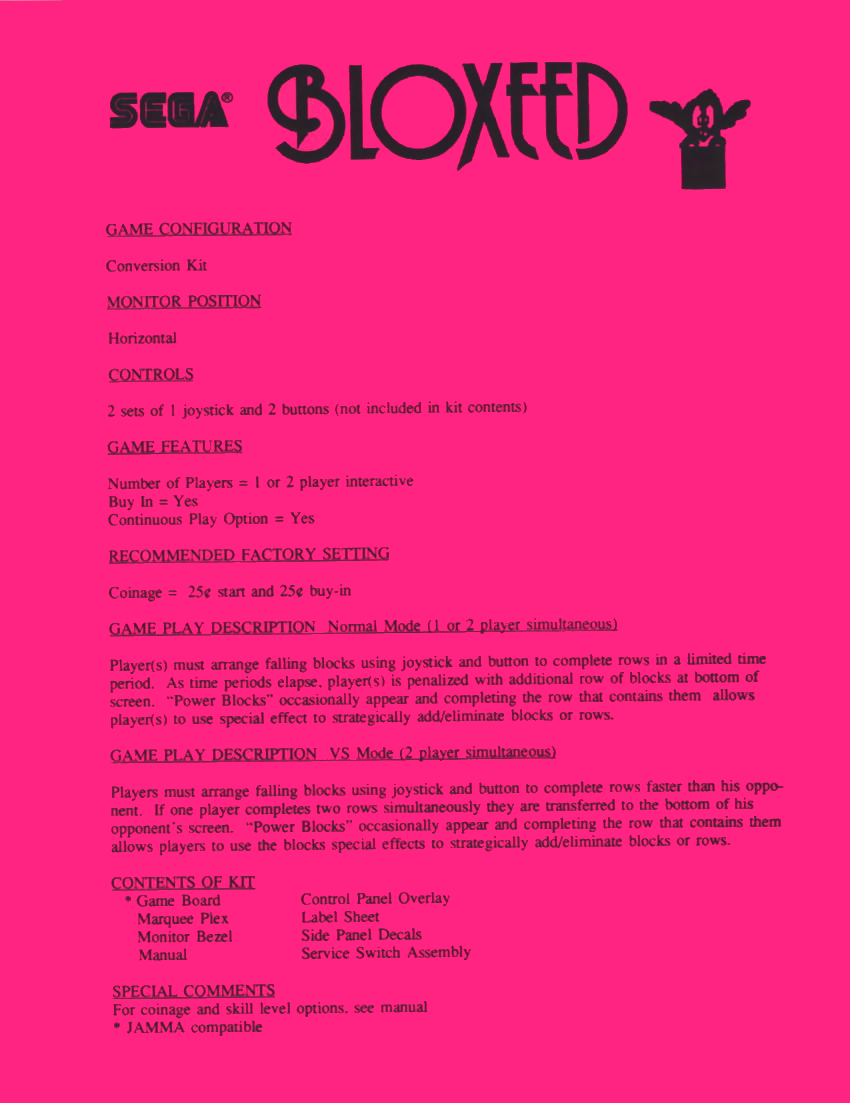 SEGA® BLOXEED
GAME CONFIGURATION
Conversion Kit
MONITOR POSITION
Horizontal
CONTROLS
2 sets of 1 joystick and 2 buttons (not included in kit contents)
GAME FEATURES
Number of Players = 1 or 2 player interactive
Buy In = Yes
Continuous Play Option = Yes
RECOMMENDED FACTORY SETTING
Coinage = 25¢ start and 25¢ buy-in
GAME PLAY DESCRIPTION Normal Mode (1 or 2 player simultaneous)
Player(s) must arrange falling blocks using joystick and button to complete rows in a limited time
period. As time periods elapse, player(s) is penalized with additional row of blocks at bottom of
screen. “Power Blocks” occasionally appear and completing the row that contains them allows
player(s) to use special effect to strategically add/eliminate blocks or rows.
GAME PLAY DESCRIPTION VS Mode (2 player simultaneous)
Players must arrange falling blocks using joystick and button to complete rows faster than his oppo-
nent. If one player completes two rows simultaneously they are transferred to the bottom of his
opponent's screen. “Power Blocks” occasionally appear and completing the row that contains them
allows players to use the blocks special effects to strategically add/eliminate blocks or rows.
CONTENTS OF KIT
* Game Board Control Panel Overlay
Marquee Plex Label Sheet
Monitor Bezel Side Panel Decals
Manual Service Switch Assembly
SPECIAL COMMENTS
For coinage and skill level options, see manual
* JAMMA compatible